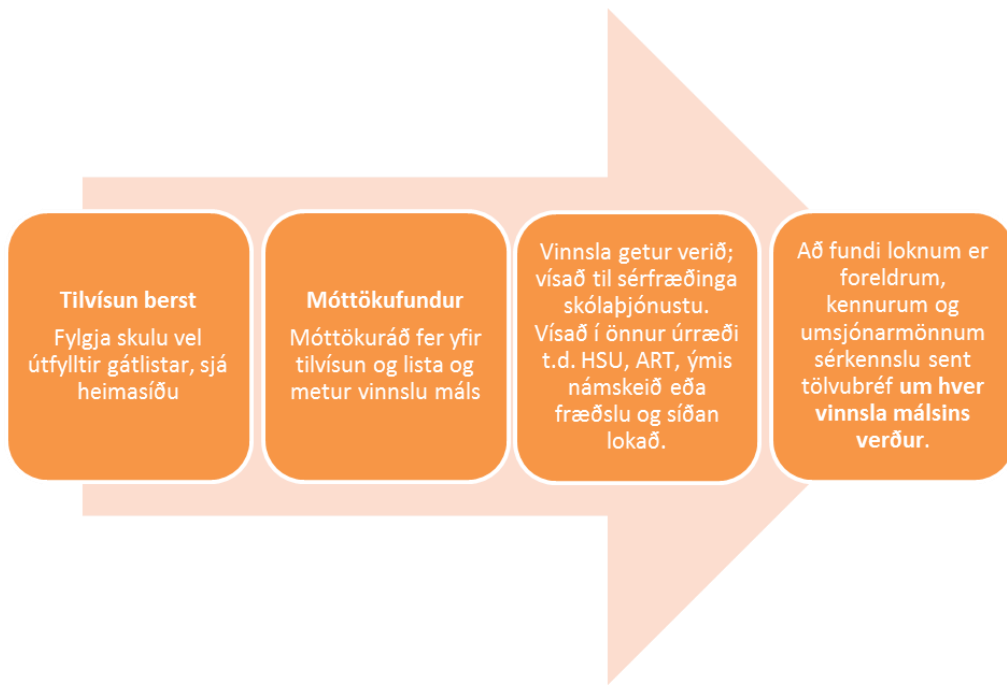 Tilvísun berst
Fylgja skulu vel
útfylltir gátlistar, sjá
heimasíðu
Móttökufundur
Móttökuráð fer yfir
tilvísun og lista og
metur vinnslu máls
Vinnsla getur verið;
vísað til sérfræðinga
skólaþjónustu.
Vísað í önnur úrræði
t.d. HSU, ART, ýmis
námskeið eða
fræðslu og síðan
lokað.
Að fundi loknum er
foreldrum,
kennurum og
umsjónarmönnum
sérkennslu sent
tölvubréf um hver
vinnsla málsins
verður.